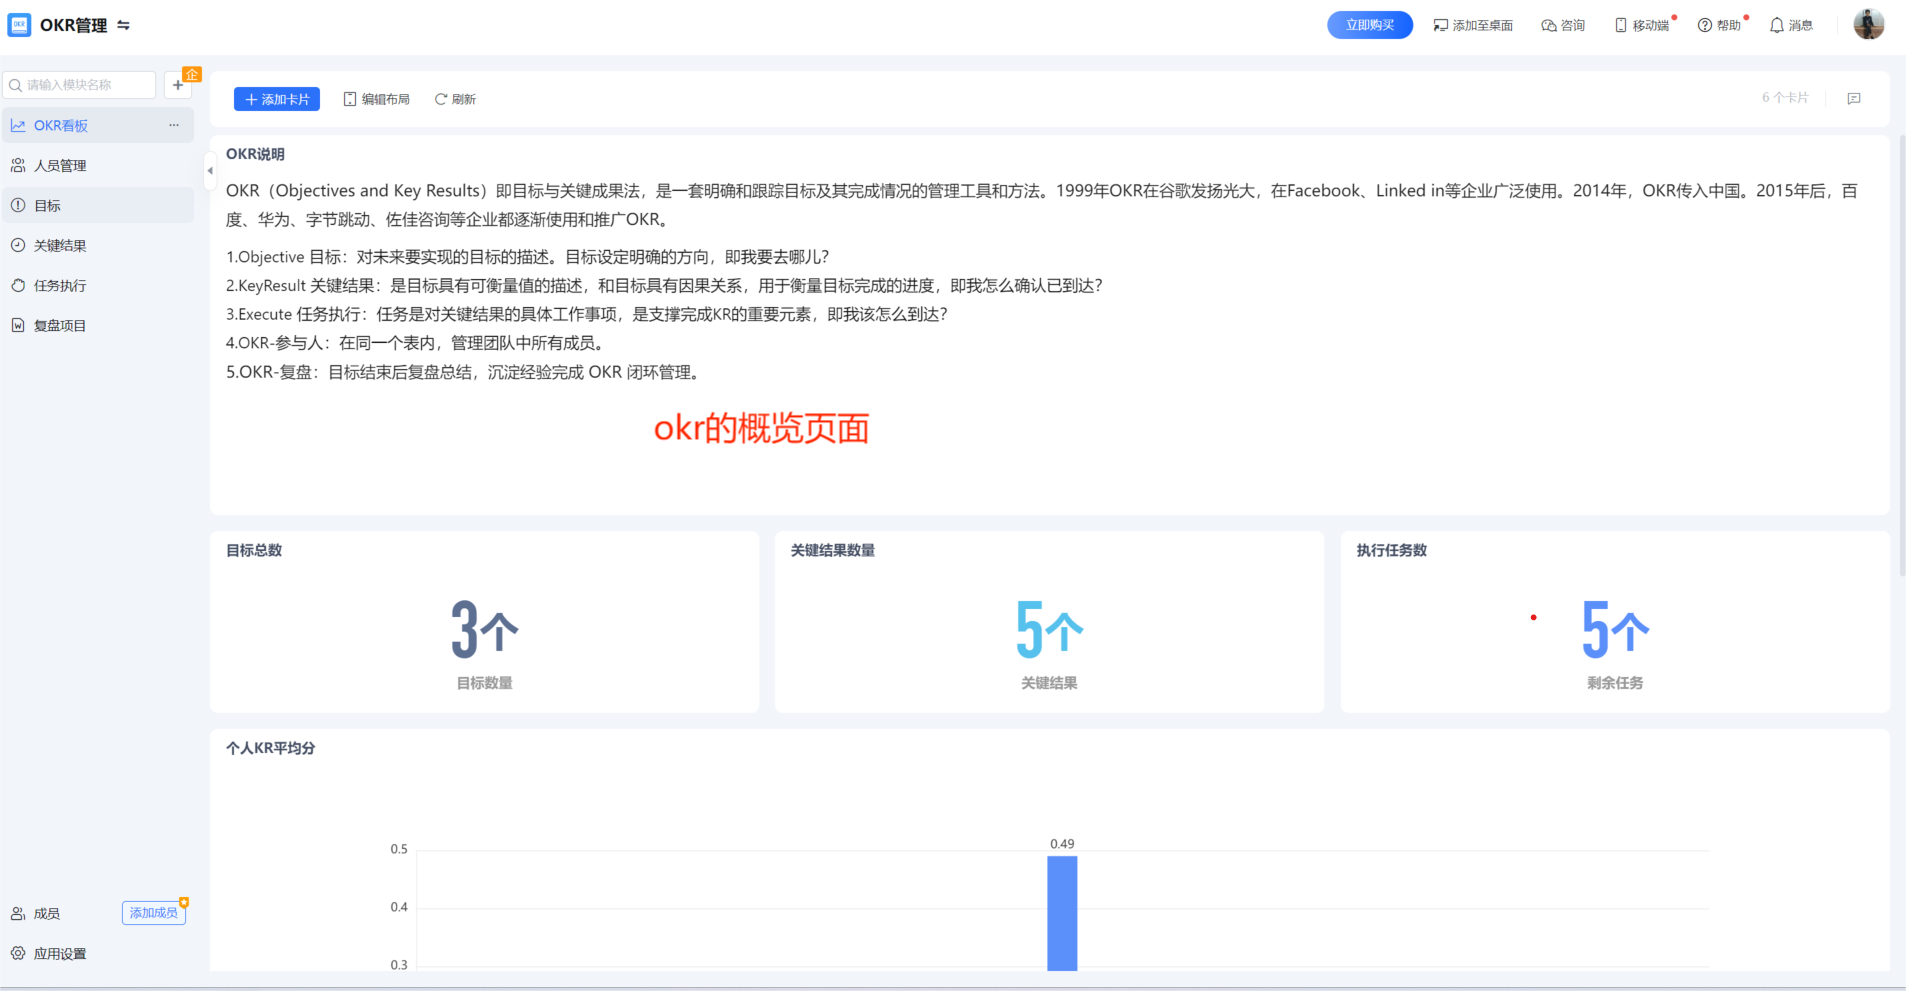 OKR管理
立即购买
添加至桌面
咨询
移动端
帮助
消息
请输入模块名称
企
添加卡片
编辑布局
刷新
6 个卡片
OKR看板
人员管理
目标
关键结果
任务执行
复盘项目
OKR说明
OKR（Objectives and Key Results）即目标与关键成果法，是一套明确和跟踪目标及其完成情况的管理工具和方法。1999年OKR在谷歌发扬光大，在Facebook、Linked in等企业广泛使用。2014年，OKR传入中国。2015年后，百
度、华为、字节跳动、佐佳咨询等企业都逐渐使用和推广OKR。
1.Objective 目标：对未来要实现的目标的描述。目标设定明确的方向，即我要去哪儿？
2.KeyResult 关键结果：是目标具有可衡量值的描述，和目标具有因果关系，用于衡量目标完成的进度，即我怎么确认已到达？
3.Execute 任务执行：任务是对关键结果的具体工作事项，是支撑完成KR的重要元素，即我该怎么到达？
4.OKR-参与人：在同一个表内，管理团队中所有成员。
5.OKR-复盘：目标结束后复盘总结，沉淀经验完成 OKR 闭环管理。
okr的概览页面
目标总数
3个
目标数量
关键结果数量
5个
关键结果
执行任务数
5个
剩余任务
个人KR平均分
0.49
0.5
0.4
0.3
成员
添加成员
应用设置